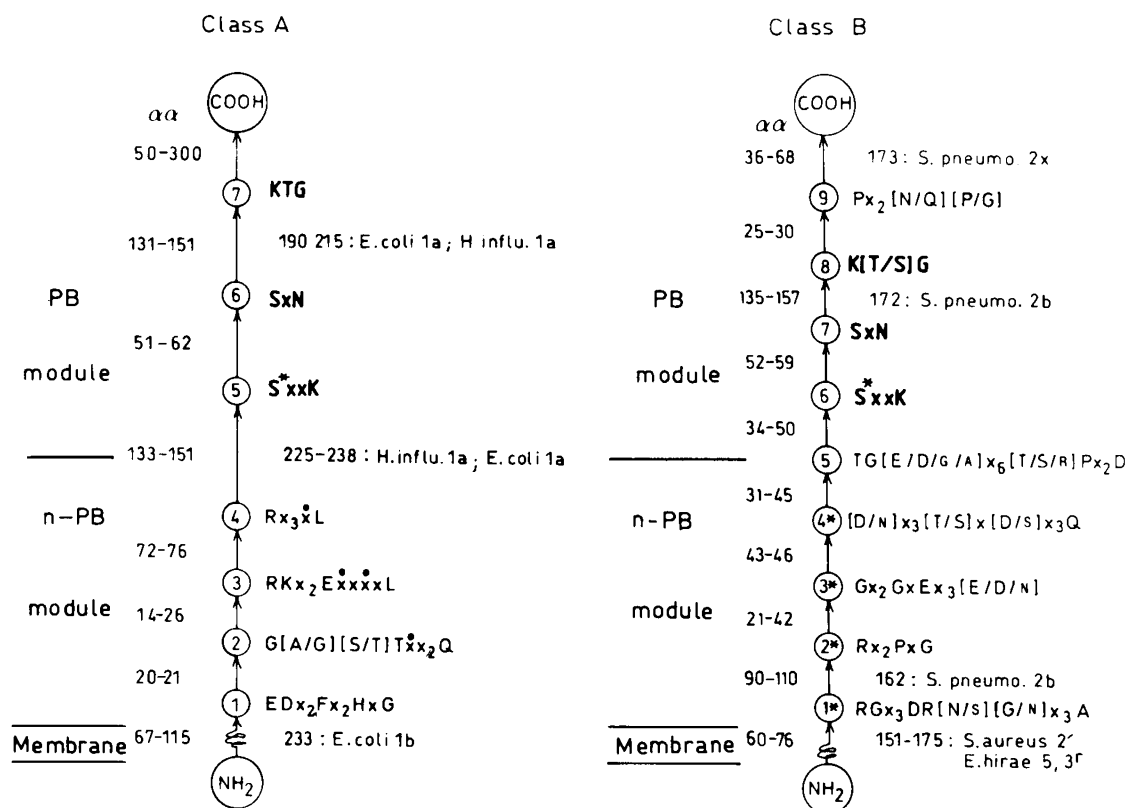 Class A
COOH
αα
50-300
7 KTG
131-151
190 215 : E.coli 1a ; H influ. 1a
PB
6 SxN
51-62
module
5 S*xxK
133-151
225-238 : H.influ.1a ; E.coli 1a
n-PB
4 Rx₃ẋL
72-76
3 RKx₂EẋxẋxL
14-26
module
2 G[A/G][S/T]Tẋx₂Q
20-21
1 EDx₂Fx₂HxG
Membrane
67-115
233 : E.coli 1b
NH₂
Class B
COOH
αα
36-68
173 : S. pneumo. 2x
9 Px₂[N/Q][P/G]
25-30
8 K[T/S]G
PB
135-157
172 : S. pneumo. 2b
7 SxN
52-59
module
6 S*xxK
34-50
5 TG[E/D/G/A]x₆[T/S/R]Px₂D
31-45
n-PB
4* [D/N]x₃[T/S]x[D/S]x₃Q
43-46
3* Gx₂GxEx₃[E/D/N]
21-42
module
2* Rx₂PxG
90-110
162 : S. pneumo. 2b
1* RGx₃DR[N/S][G/N]x₃A
Membrane
60-76
151-175 : S.aureus 2'
E.hirae 5, 3ʳ
NH₂